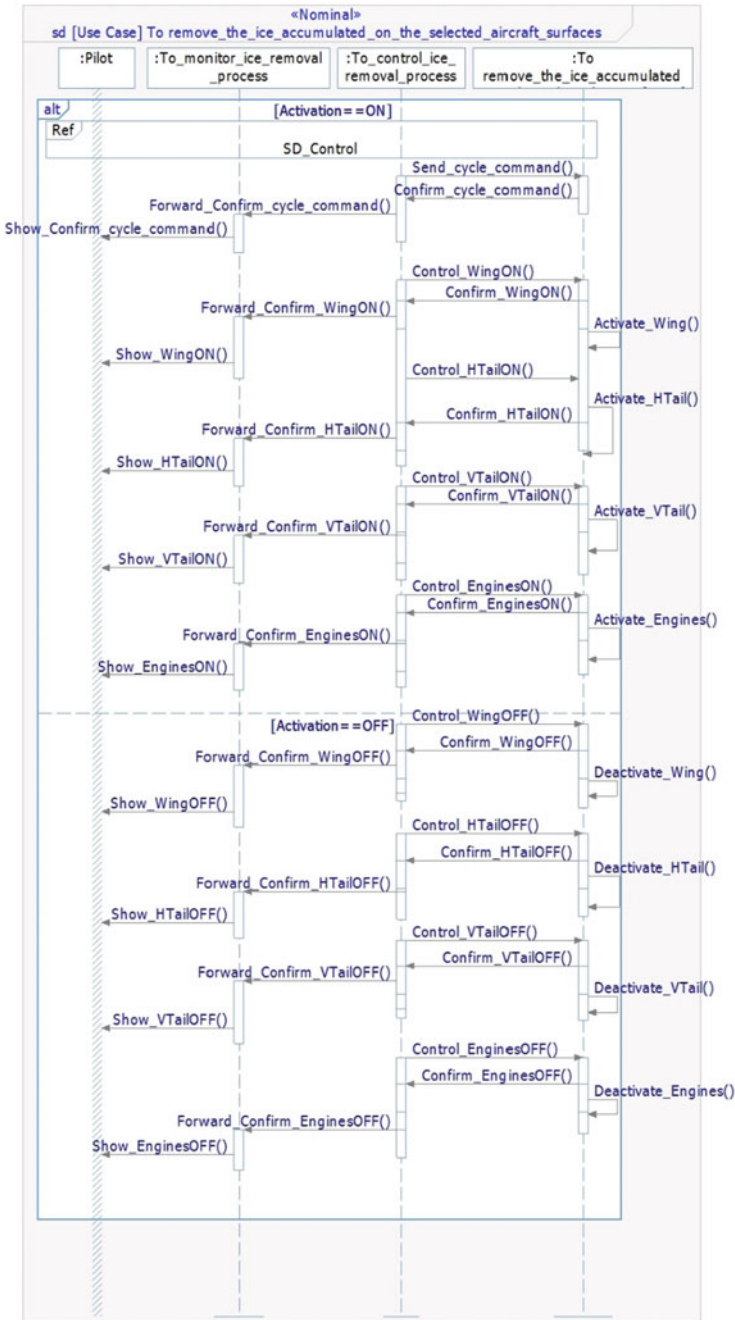 «Nominal»
sd [Use Case] To remove_the_ice_accumulated_on_the_selected_aircraft_surfaces
:Pilot
:To_monitor_ice_removal
_process
:To_control_ice_
removal_process
:To
remove_the_ice_accumulated
alt
[Activation==ON]
Ref
SD_Control
Send_cycle_command()
Confirm_cycle_command()
Forward_Confirm_cycle_command()
Show_Confirm_cycle_command()
Control_WingON()
Confirm_WingON()
Forward_Confirm_WingON()
Activate_Wing()
Show_WingON()
Control_HTailON()
Activate_HTail()
Confirm_HTailON()
Forward_Confirm_HTailON()
Show_HTailON()
Control_VTailON()
Confirm_VTailON()
Activate_VTail()
Forward_Confirm_VTailON()
Show_VTailON()
Control_EnginesON()
Confirm_EnginesON()
Activate_Engines()
Forward_Confirm_EnginesON()
Show_EnginesON()
[Activation==OFF]
Control_WingOFF()
Confirm_WingOFF()
Forward_Confirm_WingOFF()
Deactivate_Wing()
Show_WingOFF()
Control_HTailOFF()
Confirm_HTailOFF()
Deactivate_HTail()
Forward_Confirm_HTailOFF()
Show_HTailOFF()
Control_VTailOFF()
Confirm_VTailOFF()
Forward_Confirm_VTailOFF()
Deactivate_VTail()
Show_VTailOFF()
Control_EnginesOFF()
Confirm_EnginesOFF()
Deactivate_Engines()
Forward_Confirm_EnginesOFF()
Show_EnginesOFF()